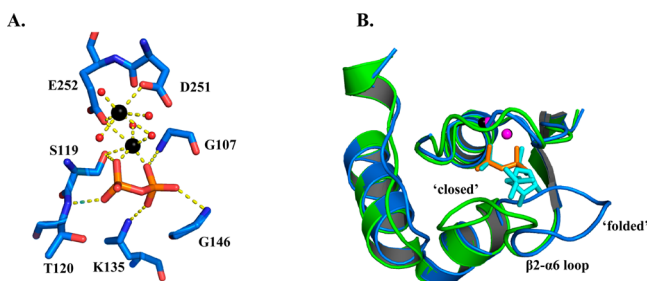 A.
B.
E252
D251
S119
G107
'closed'
'folded'
G146
β2-α6 loop
T120
K135